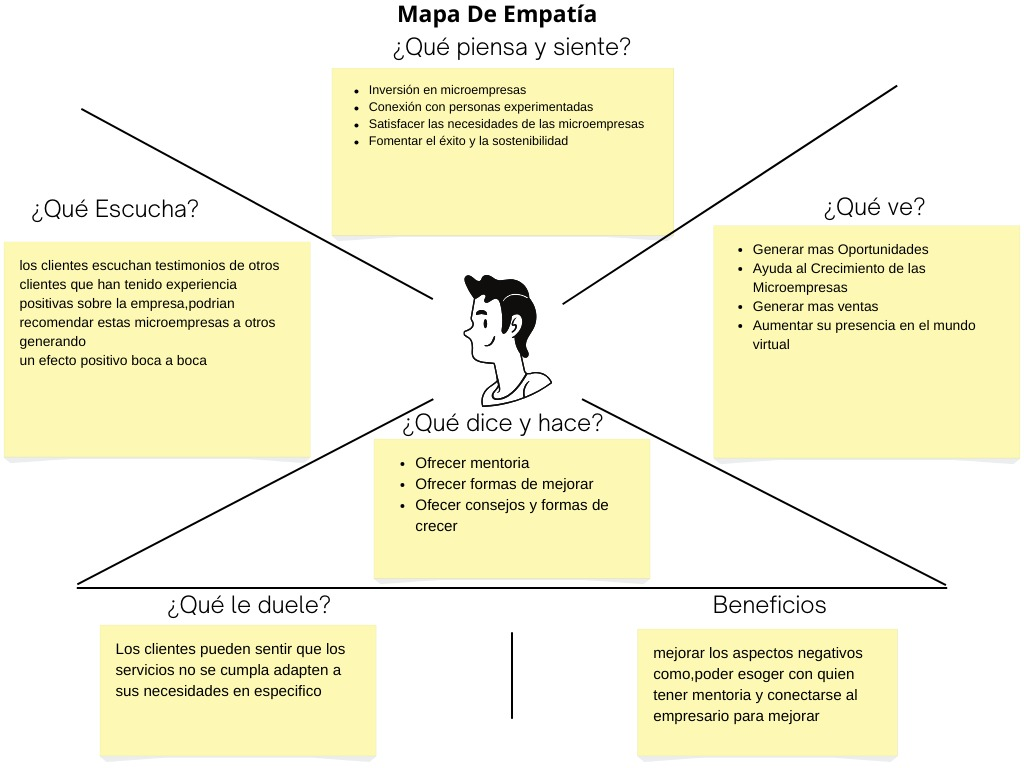 Mapa De Empatía
¿Qué piensa y siente?
• Inversión en microempresas
• Conexión con personas experimentadas
• Satisfacer las necesidades de las microempresas
• Fomentar el éxito y la sostenibilidad
¿Qué Escucha?
los clientes escuchan testimonios de otros
clientes que han tenido experiencia
positivas sobre la empresa,podrian
recomendar estas microempresas a otros
generando
un efecto positivo boca a boca
¿Qué ve?
• Generar mas Oportunidades
• Ayuda al Crecimiento de las
Microempresas
• Generar mas ventas
• Aumentar su presencia en el mundo
virtual
¿Qué dice y hace?
• Ofrecer mentoria
• Ofrecer formas de mejorar
• Ofecer consejos y formas de
crecer
¿Qué le duele?
Los clientes pueden sentir que los
servicios no se cumpla adapten a
sus necesidades en especifico
Beneficios
mejorar los aspectos negativos
como,poder esoger con quien
tener mentoria y conectarse al
empresario para mejorar